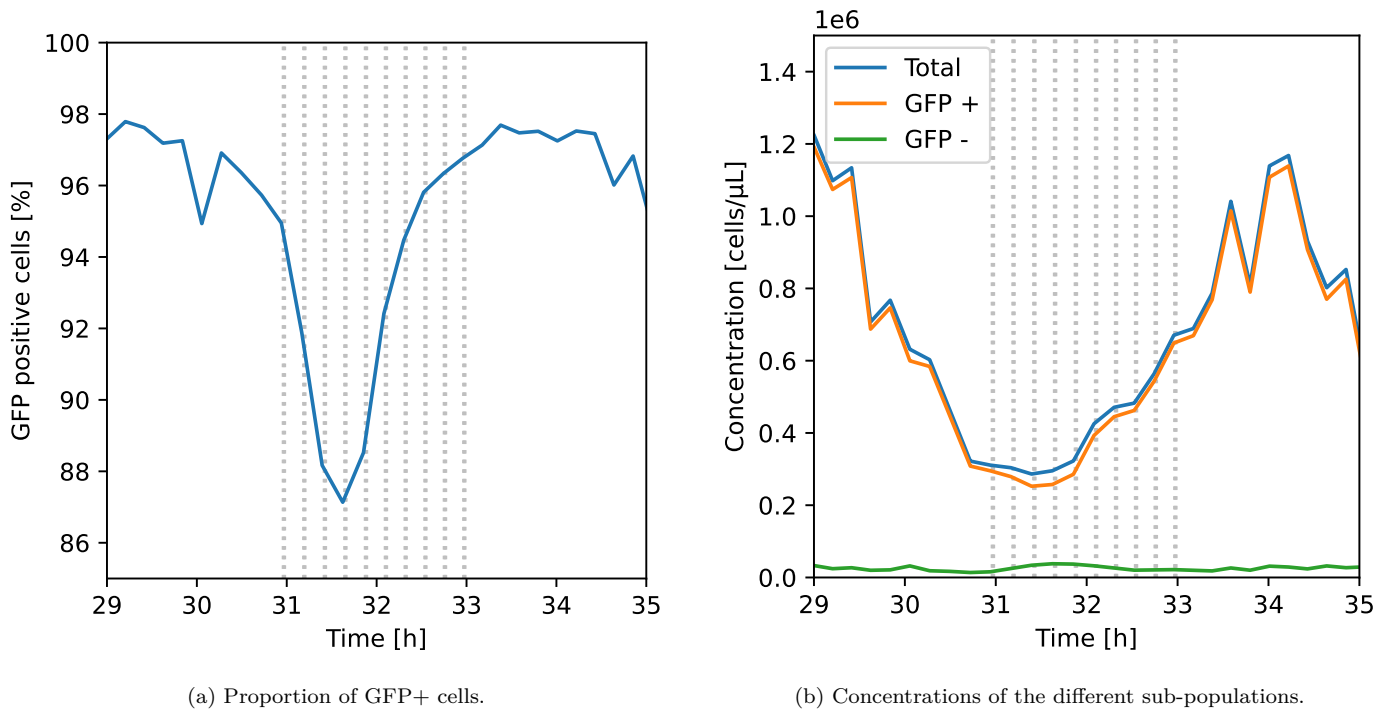 GFP positive cells [%]
100
98
96
94
92
90
88
86
29 30 31 32 33 34 35
Time [h]
(a) Proportion of GFP+ cells.
1e6
Total
GFP +
GFP -
Concentration [cells/µL]
1.4
1.2
1.0
0.8
0.6
0.4
0.2
0.0
29 30 31 32 33 34 35
Time [h]
(b) Concentrations of the different sub-populations.